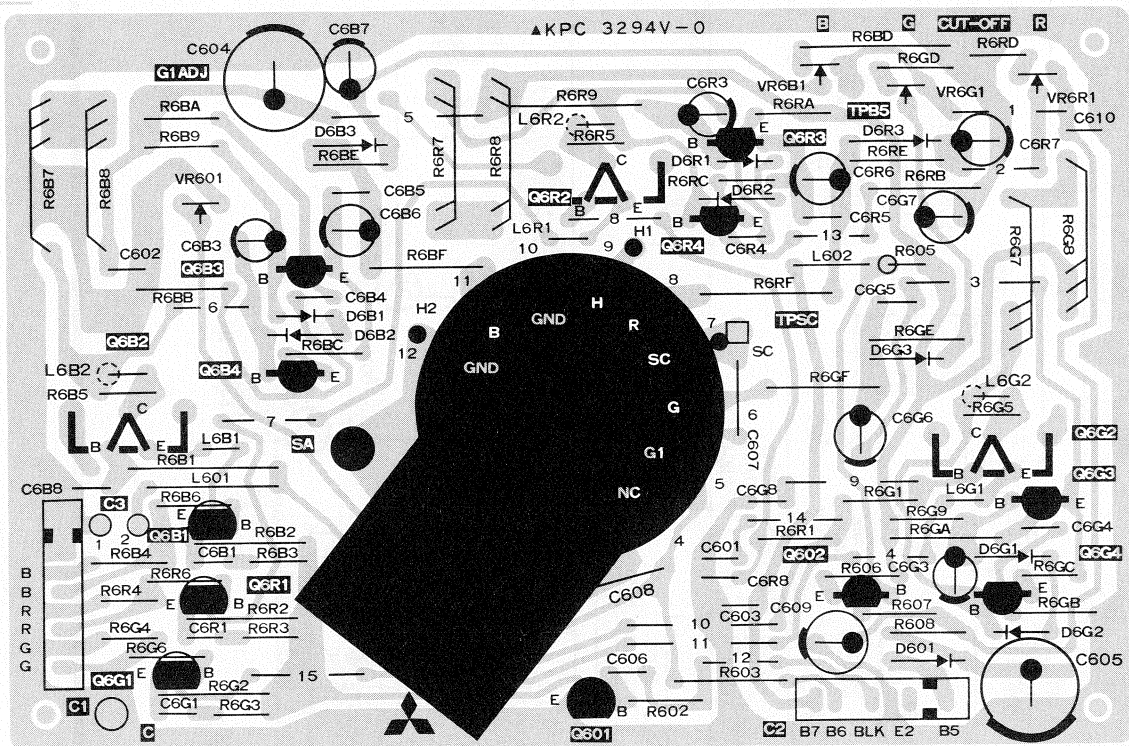 ▲KPC 3294V-0
B G CUT-OFF R
C6B7
C604
G1ADJ
R6BD
R6GD
R6RD
C6R3
VR6B1
VR6G1
VR6R1
R6BA
R6R9
R6RA
TPB5
1
C610
5
L6R2
R6R5
R6B9
D6B3
R6BE
E
B
Q6R3
D6R3
C6R7
R6RE
R6B7
R6B8
R6R7
R6R8
C
D6R1
C6R6
2
R6RC
R6RB
VR601
C6B5
Q6R2
D6R2
C6G7
C6B6
B 8 E
B E
C6R5
R6G7
R6G8
L6R1
10
9
H1
Q6R4
C6R4
13
C6B3
R605
C602
Q6B3
B E
R6BF
11
8
L602
R6RF
C6G5
3
R6BB
6
C6B4
D6B1
H2
H
GND
R
TPSC
7
Q6B2
D6B2
B
R6GE
R6BC
12
SC
SC
D6G3
GND
L6B2
Q6B4
B E
R6GF
L6G2
R6B5
G
R6G5
C
7
6
C6G6
C
Q6G2
B E
L6B1
SA
G1
C607
B E
R6B1
Q6G3
L601
NC
5
9
C6B8
C6G8
R6G1
L6G1
E
B
C3
R6B6
E
B
R6G9
1 2
Q6B1
R6B2
14
R6GA
C6G4
R6B4
C6B1
R6B3
4
R6R1
C601
Q602
4
D6G1
Q6G4
R6R6
C6G3
B
Q6R1
C6R8
R606
R6GC
B
R6R4
E B
C608
E B
E
B
R
R6R2
C609
R607
R6GB
R
R6G4
C6R1
R6R3
10
C603
R608
D6G2
G
R6G6
11
G
E B
C606
12
D601
C605
Q6G1
R6G2
15
R603
C1
C6G1
R6G3
E B
R602
C
Q601
C2 B7 B6 BLK E2 B5